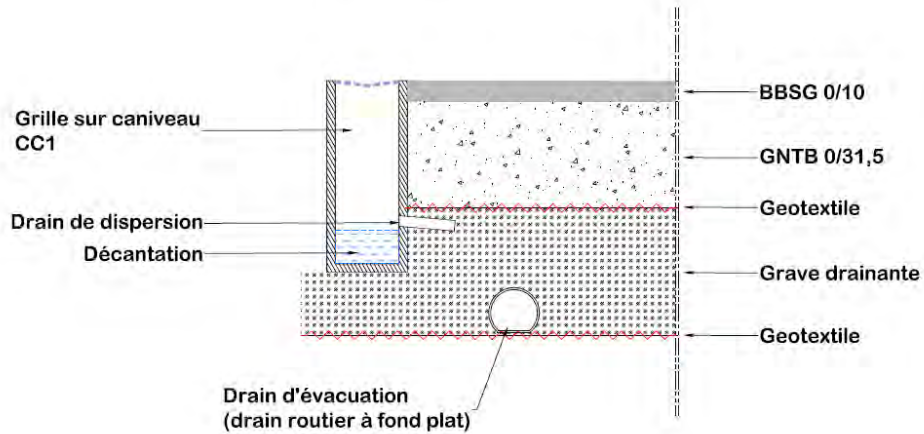 BBSG 0/10
Grille sur caniveau
CC1
GNTB 0/31,5
Geotextile
Drain de dispersion
Décantation
Grave drainante
Geotextile
Drain d'évacuation
(drain routier à fond plat)